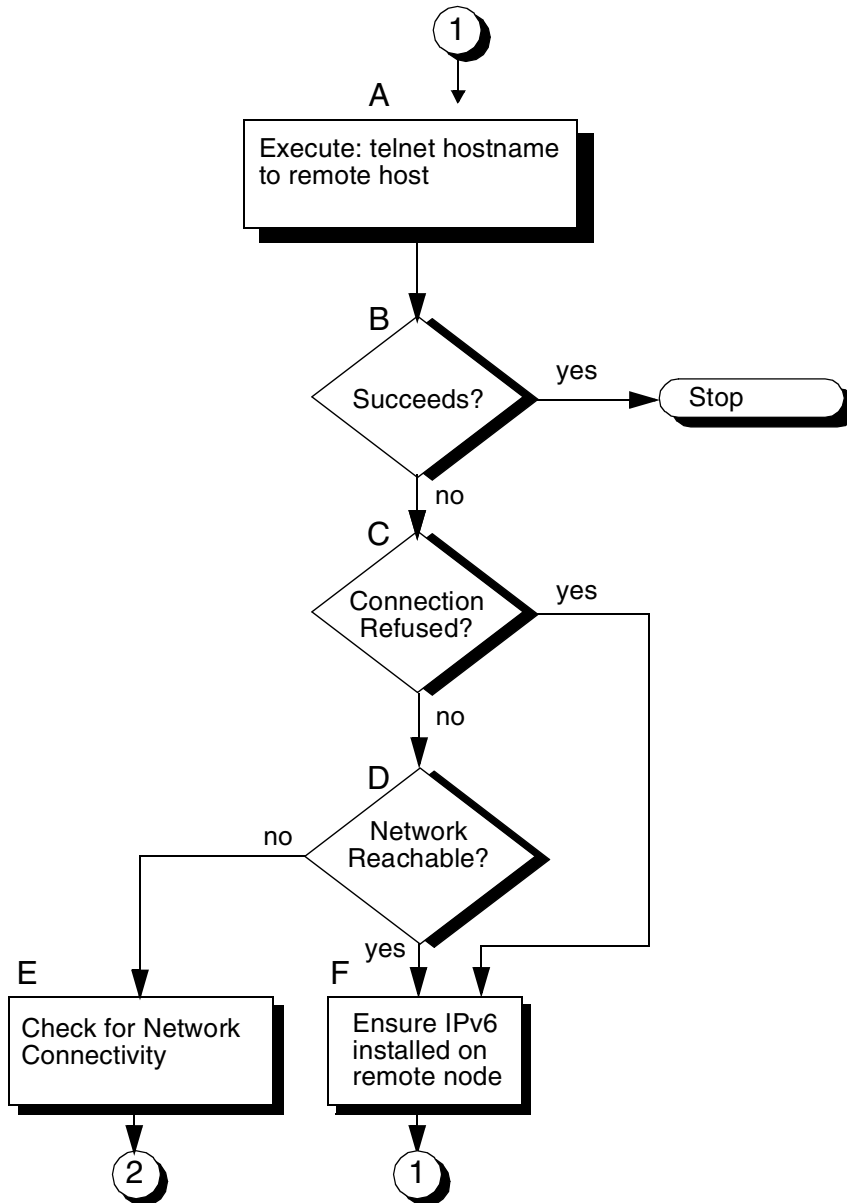 1
A
Execute: telnet hostname
to remote host
B
Succeeds?
yes
Stop
no
C
Connection
Refused?
yes
no
D
Network
Reachable?
no
yes
E
Check for Network
Connectivity
F
Ensure IPv6
installed on
remote node
2
1